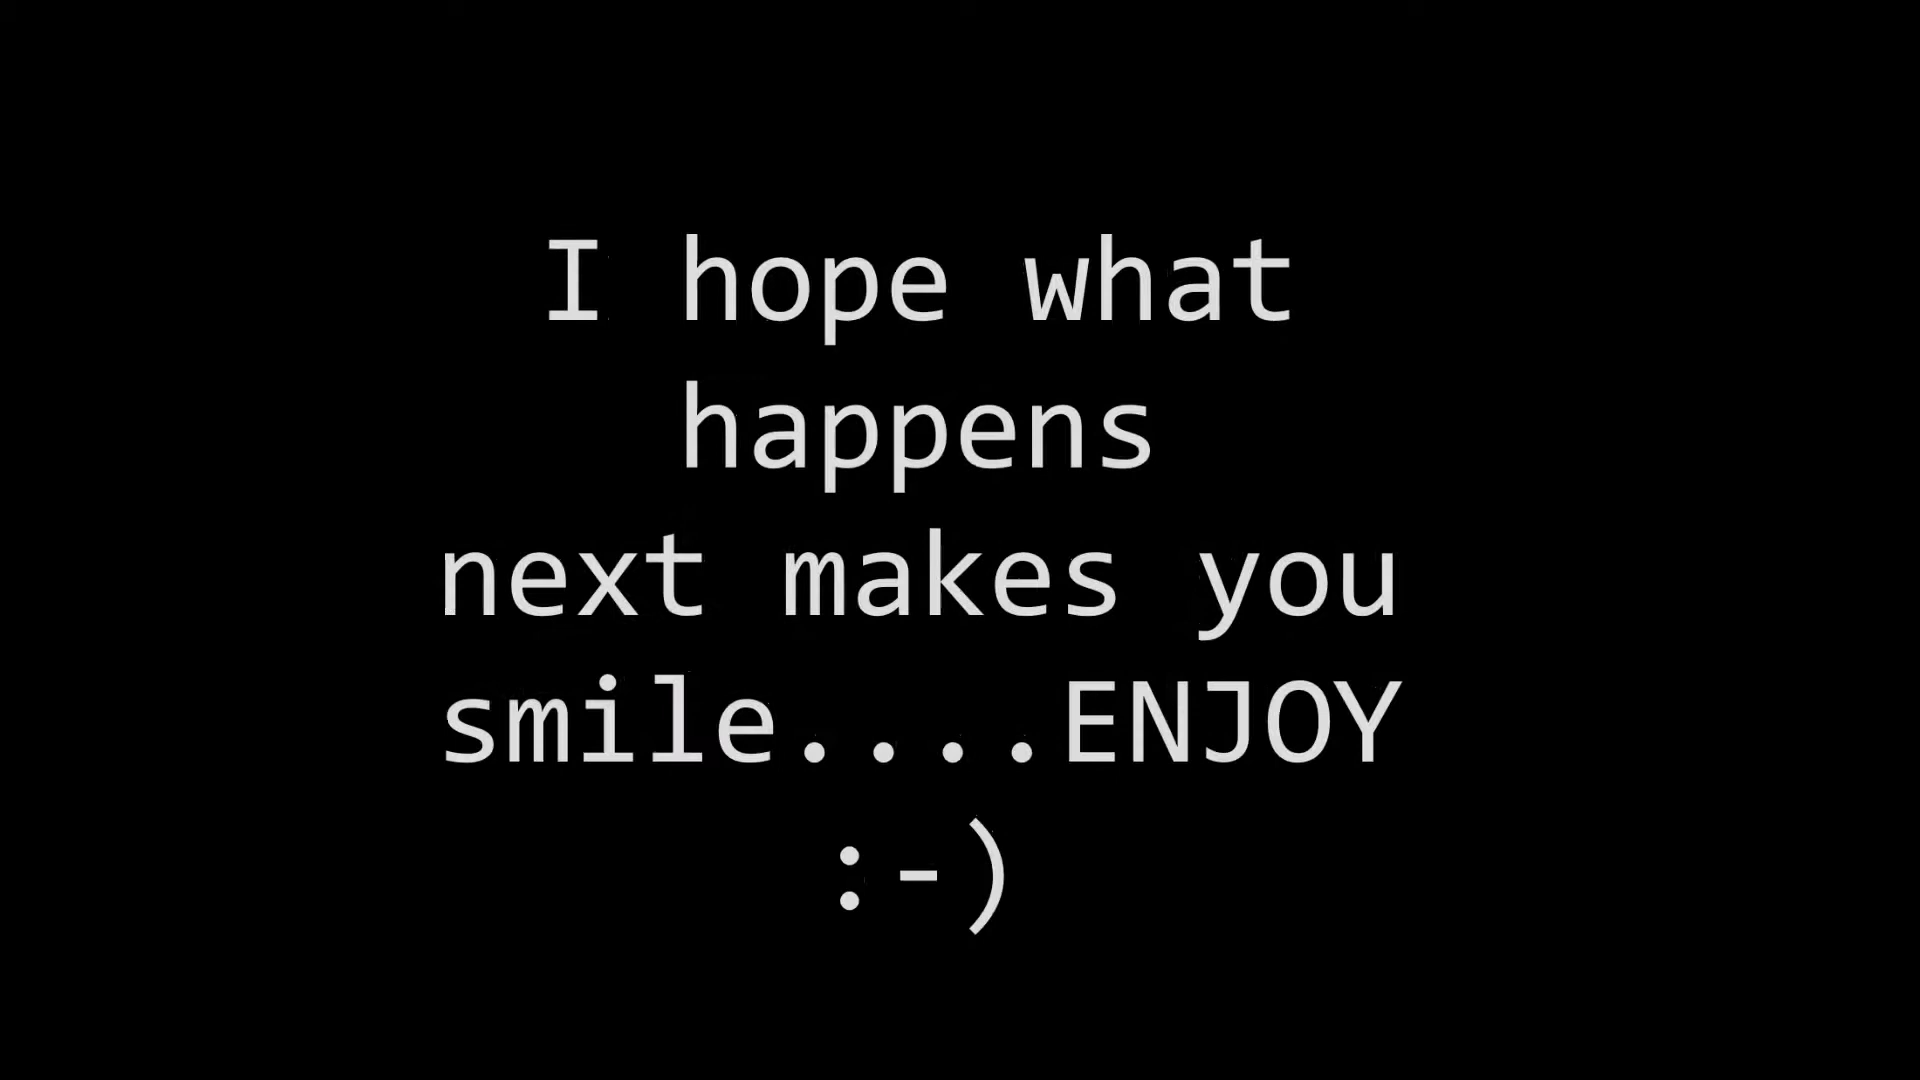 I hope what
happens
next makes you
smile....ENJOY
:-)